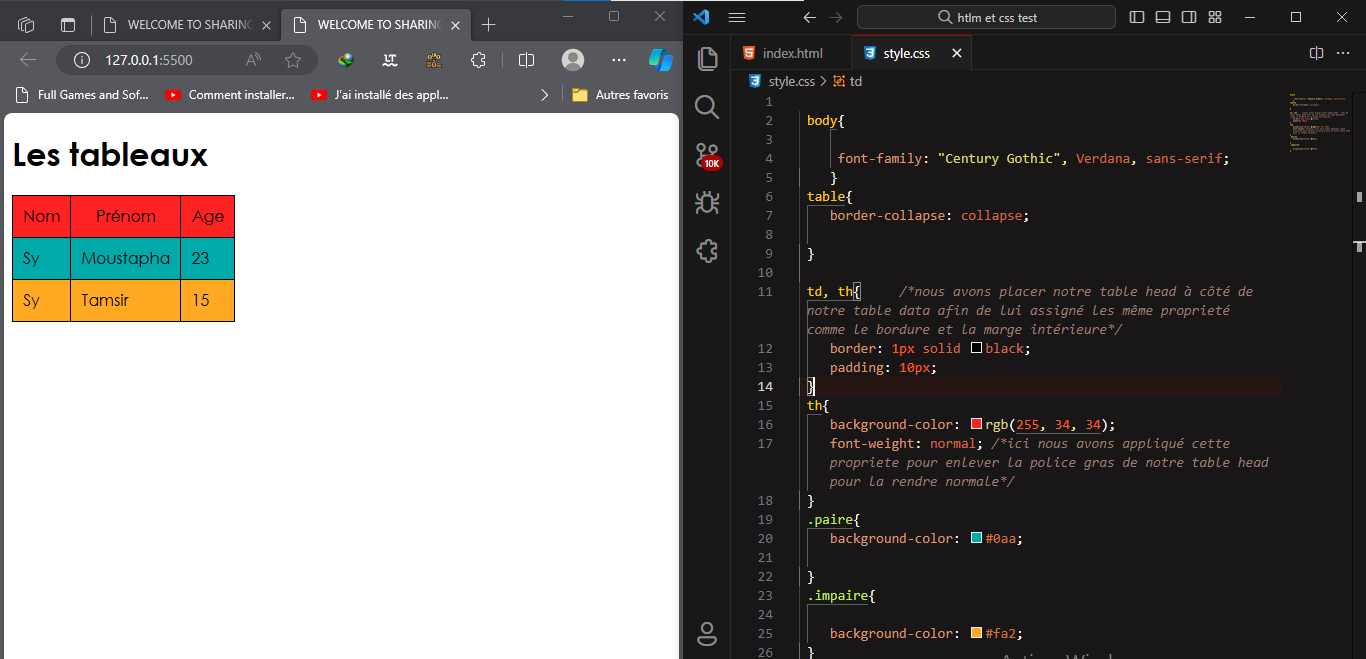 WELCOME TO SHARING
WELCOME TO SHARING
127.0.0.1:5500
Full Games and Sof...
Comment installer...
J'ai installé des appl...
Autres favoris
Les tableaux
Nom Prénom Age
Sy Moustapha 23
Sy Tamsir 15
htlm et css test
index.html
style.css
style.css > td
10K
1
2 body{
3
4 font-family: "Century Gothic", Verdana, sans-serif;
5 }
6 table{
7 border-collapse: collapse;
8
9 }
10
11 td, th{ /*nous avons placer notre table head à côté de
notre table data afin de lui assigné les même proprieté
comme le bordure et la marge intérieure*/
12 border: 1px solid black;
13 padding: 10px;
14 }
15 th{
16 background-color: rgb(255, 34, 34);
17 font-weight: normal; /*ici nous avons appliqué cette
propriete pour enlever la police gras de notre table head
pour la rendre normale*/
18 }
19 .paire{
20 background-color: #0aa;
21
22 }
23 .impaire{
24
25 background-color: #fa2;
26 }